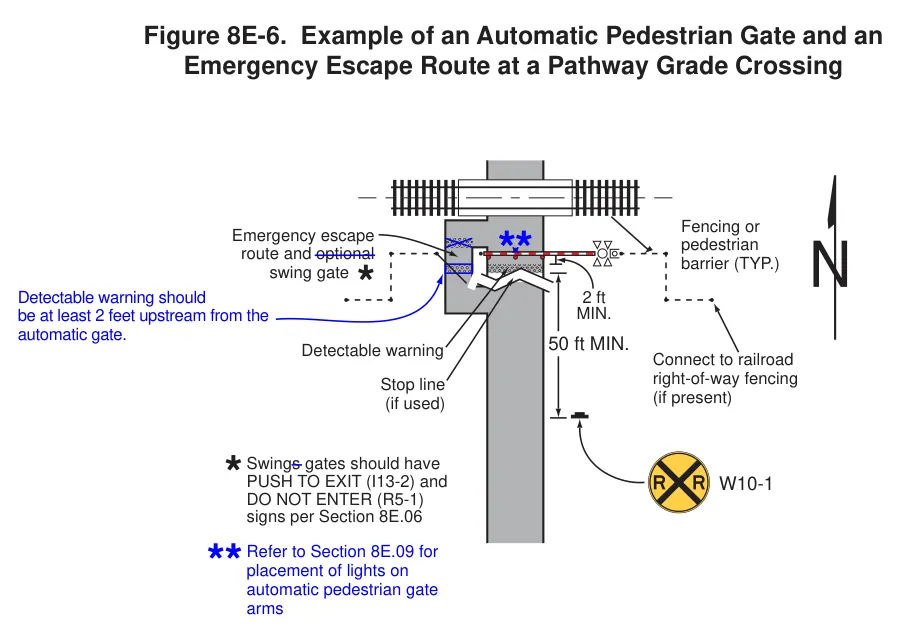 Figure 8E-6.  Example of an Automatic Pedestrian Gate and an
Emergency Escape Route at a Pathway Grade Crossing
Emergency escape
route and optional
swing gate *
**
Fencing or
pedestrian
barrier (TYP.)
N
Detectable warning should
be at least 2 feet upstream from the
automatic gate.
2 ft
MIN.
50 ft MIN.
Detectable warning
Stop line
(if used)
Connect to railroad
right-of-way fencing
(if present)
R R
W10-1
* Swings gates should have
PUSH TO EXIT (I13-2) and
DO NOT ENTER (R5-1)
signs per Section 8E.06
** Refer to Section 8E.09 for
placement of lights on
automatic pedestrian gate
arms